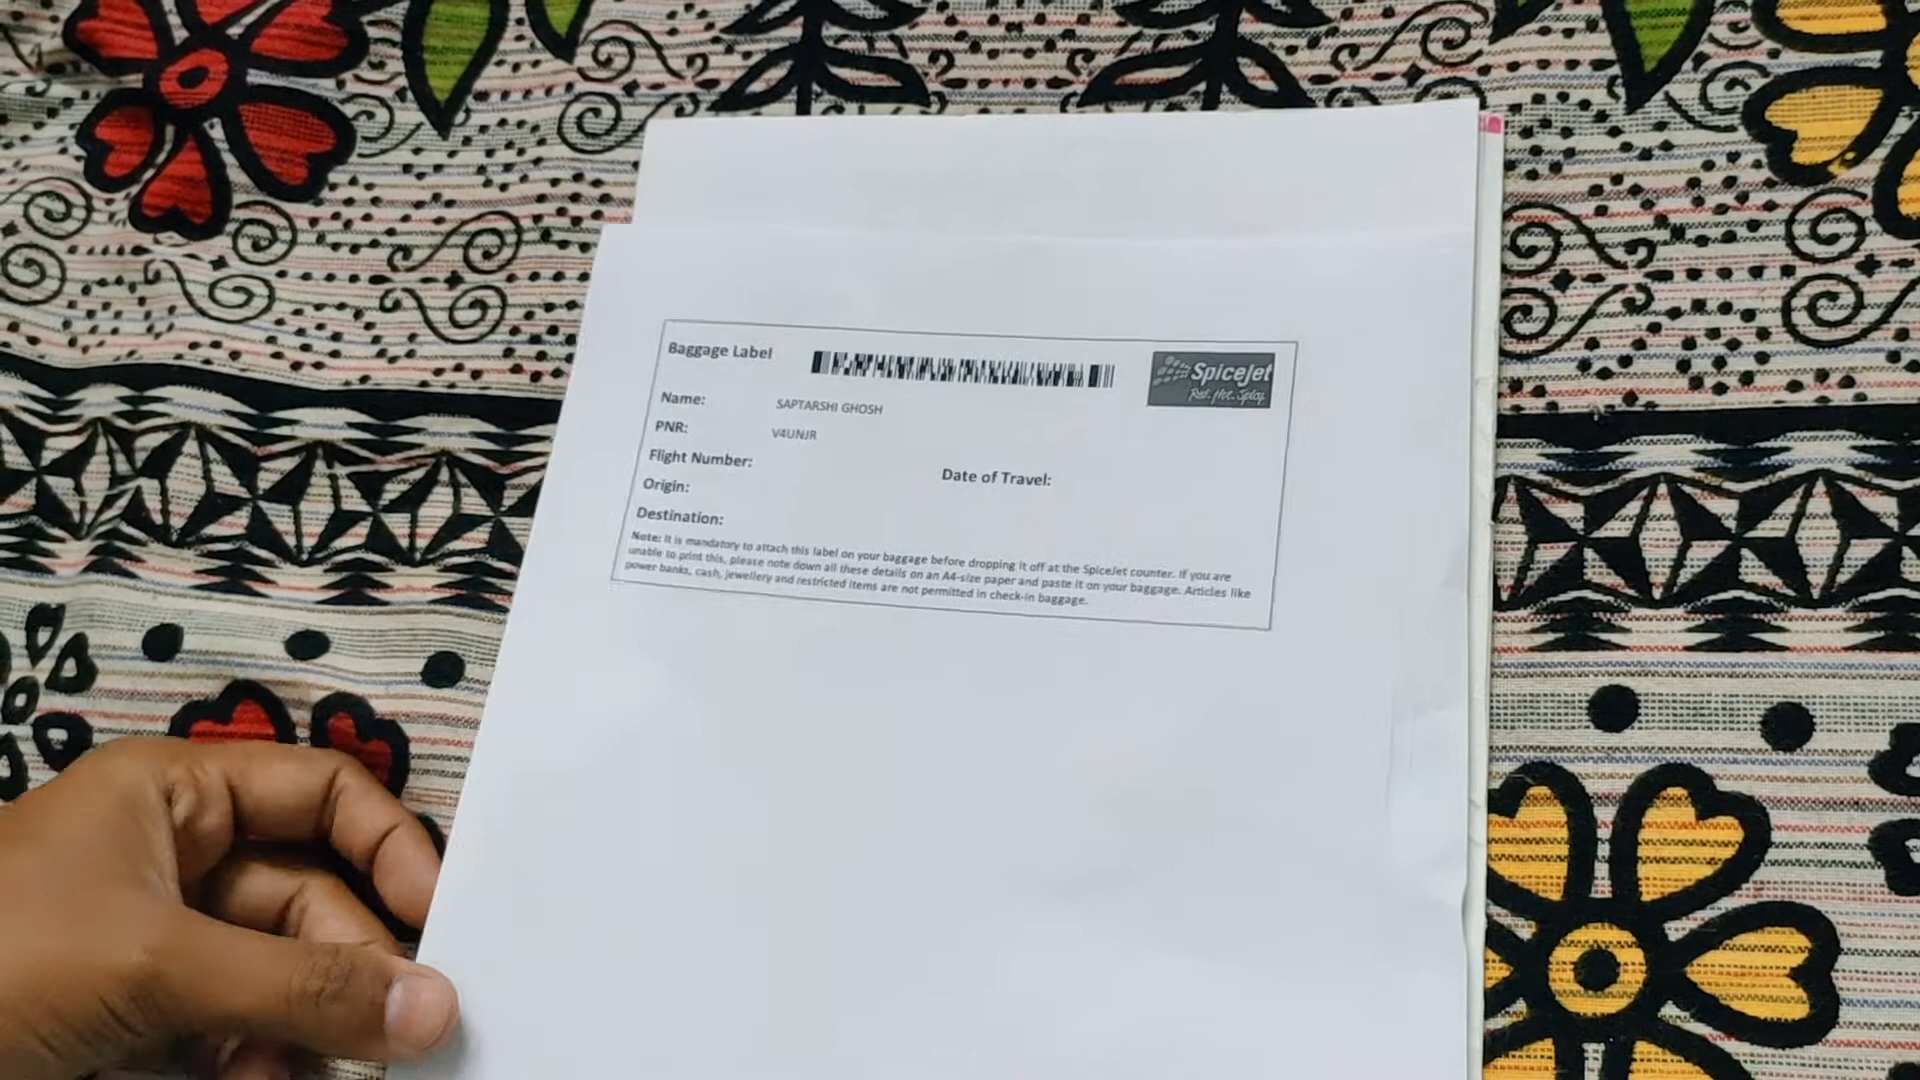 Baggage Label
SpiceJet
Red. Hot. Spicy
Name: SAPTARSHI GHOSH
PNR: V4UNJR
Flight Number:
Date of Travel:
Origin:
Destination:
Note: It is mandatory to attach this label on your baggage before dropping it off at the SpiceJet counter. If you are
unable to print this, please note down all these details on an A4-size paper and paste it on your baggage. Articles like
power banks, cash, jewellery and restricted items are not permitted in check-in baggage.